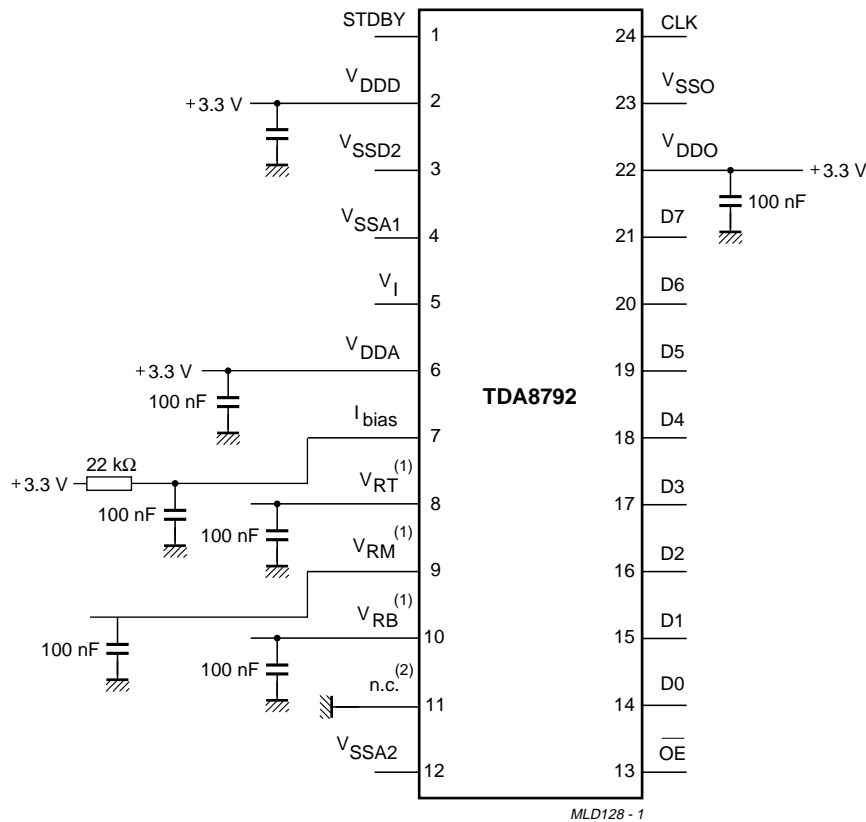 STDBY 1 24 CLK
+3.3 V VDDD 2 23 VSSO
VSSD2 3 22 VDDO +3.3 V
100 nF
VSSA1 4 21 D7
VI 5 20 D6
+3.3 V VDDA 6 19 D5
100 nF
TDA8792
Ibias 7 18 D4
+3.3 V 22 kΩ
100 nF
VRT(1) 8 17 D3
100 nF
VRM(1) 9 16 D2
100 nF
VRB(1) 10 15 D1
100 nF
n.c.(2) 11 14 D0
VSSA2 12 13 OE
MLD128 - 1